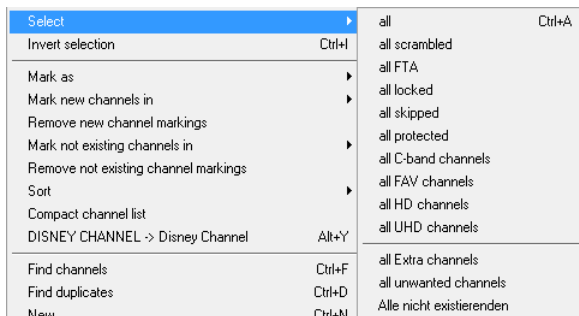 Select
Invert selection Ctrl+I
Mark as
Mark new channels in
Remove new channel markings
Mark not existing channels in
Remove not existing channel markings
Sort
Compact channel list
DISNEY CHANNEL -> Disney Channel Alt+Y
Find channels Ctrl+F
Find duplicates Ctrl+D
New Ctrl+N
all Ctrl+A
all scrambled
all FTA
all locked
all skipped
all protected
all C-band channels
all FAV channels
all HD channels
all UHD channels
all Extra channels
all unwanted channels
Alle nicht existierenden